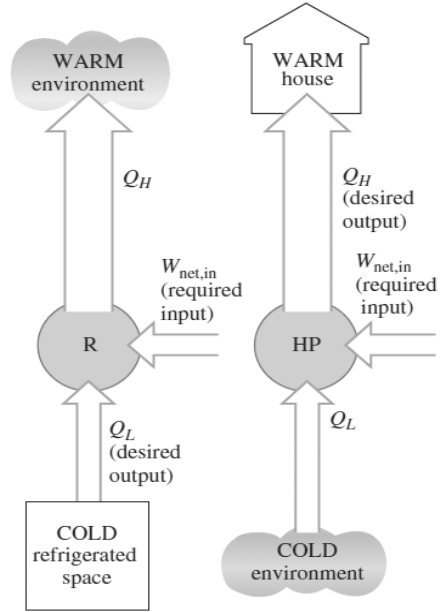 WARM
environment
Q_H
W_net,in
(required
input)
R
Q_L
(desired
output)
COLD
refrigerated
space
WARM
house
Q_H
(desired
output)
W_net,in
(required
input)
HP
Q_L
COLD
environment